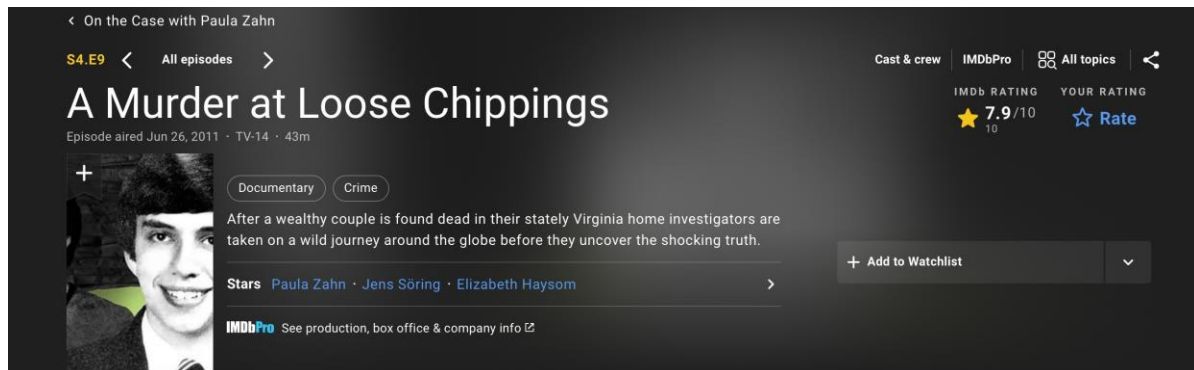 On the Case with Paula Zahn
S4.E9 All episodes
Cast & crew IMDbPro All topics
A Murder at Loose Chippings
Episode aired Jun 26, 2011 · TV-14 · 43m
IMDb RATING YOUR RATING
7.9/10 Rate
10
Documentary Crime
After a wealthy couple is found dead in their stately Virginia home investigators are
taken on a wild journey around the globe before they uncover the shocking truth.
Stars Paula Zahn · Jens Söring · Elizabeth Haysom
IMDbPro See production, box office & company info
+ Add to Watchlist